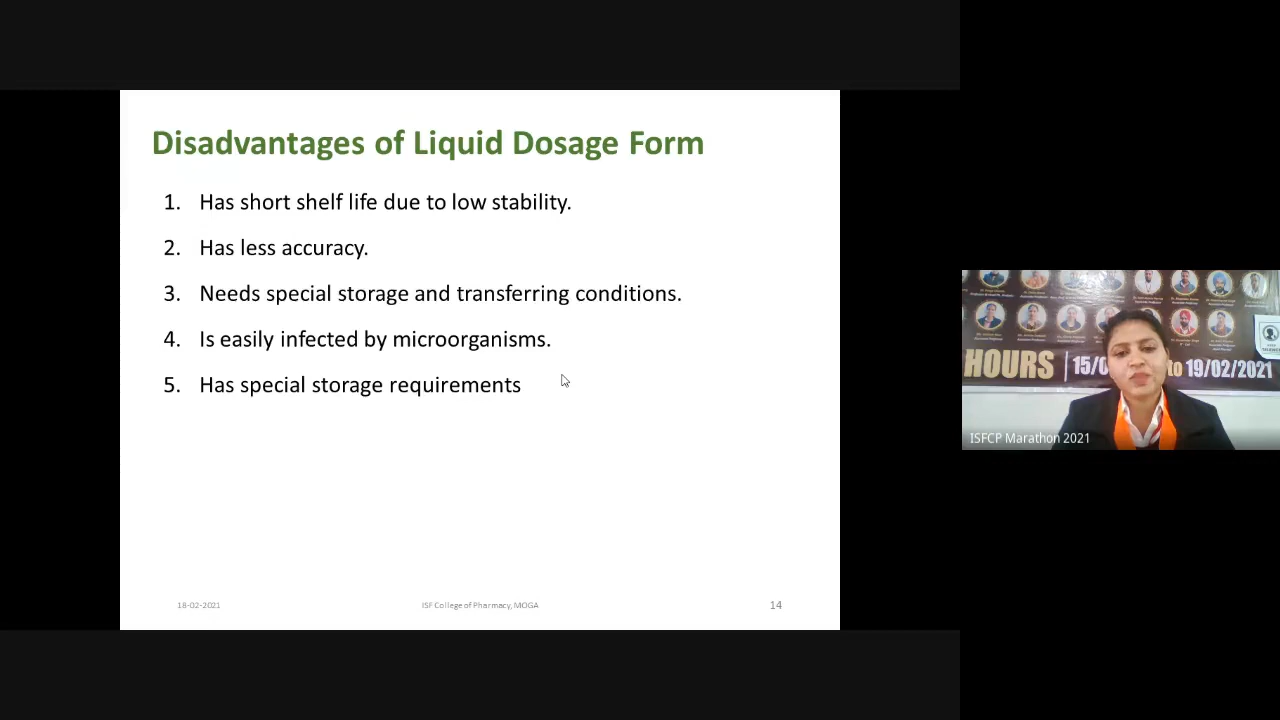 Disadvantages of Liquid Dosage Form
1. Has short shelf life due to low stability.
2. Has less accuracy.
3. Needs special storage and transferring conditions.
4. Is easily infected by microorganisms.
5. Has special storage requirements
18-02-2021
ISF College of Pharmacy, MOGA
14
HOURS
to 19/02/2021
ISFCP Marathon 2021